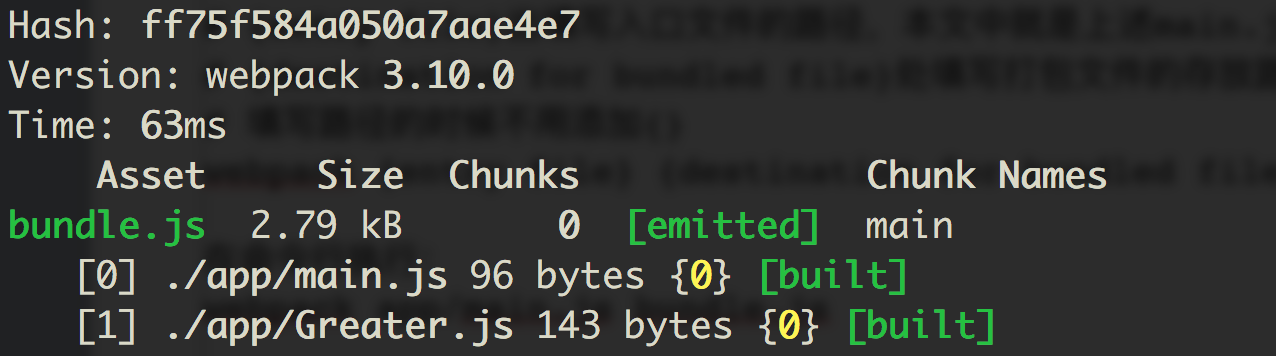 Hash: ff75f584a050a7aae4e7
Version: webpack 3.10.0
Time: 63ms
Asset Size Chunks Chunk Names
bundle.js 2.79 kB 0 [emitted] main
[0] ./app/main.js 96 bytes {0} [built]
[1] ./app/Greater.js 143 bytes {0} [built]